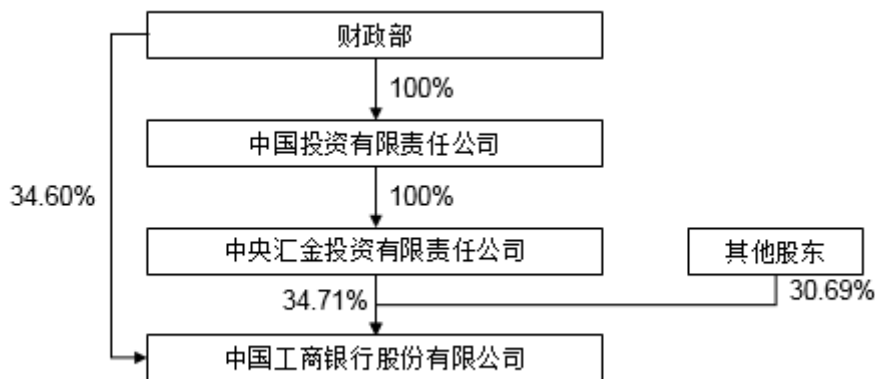 财政部
100%
中国投资有限责任公司
34.60%
100%
中央汇金投资有限责任公司
其他股东
34.71%
30.69%
中国工商银行股份有限公司